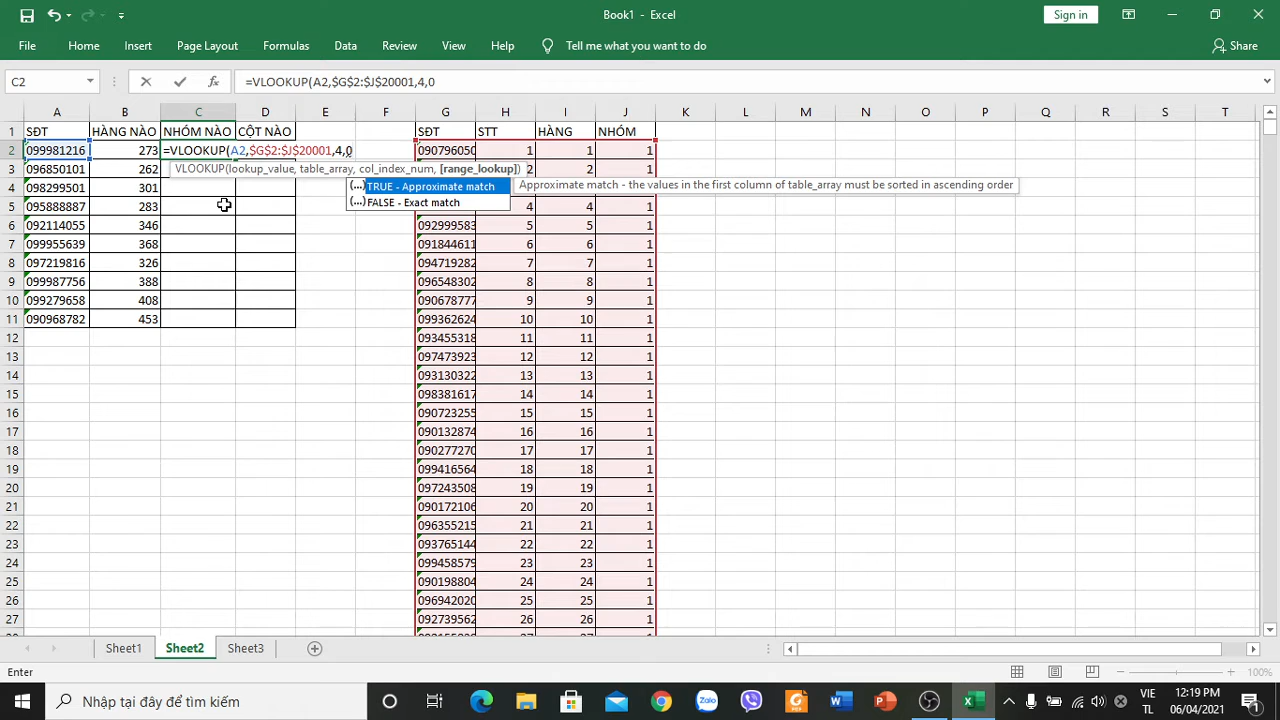 Book1 - Excel
Sign in
File Home Insert Page Layout Formulas Data Review View Help Tell me what you want to do Share
C2 fx =VLOOKUP(A2,$G$2:$J$20001,4,0
A B C D E F G H I J K L M N O P Q R S T
1 SĐT HÀNG NÀO NHÓM NÀO CỘT NÀO SĐT STT HÀNG NHÓM
2 099981216 273 =VLOOKUP(A2,$G$2:$J$20001,4,0 090796050 1 1 1
3 096850101 262 VLOOKUP(lookup_value, table_array, col_index_num, [range_lookup]) 2 2 1
(...) TRUE - Approximate match Approximate match - the values in the first column of table_array must be sorted in ascending order
4 098299501 301 (...) FALSE - Exact match
5 095888887 283 4 4 1
6 092114055 346 092999583 5 5 1
7 099955639 368 091844611 6 6 1
8 097219816 326 094719282 7 7 1
9 099987756 388 096548302 8 8 1
10 099279658 408 090678777 9 9 1
11 090968782 453 099362624 10 10 1
12 093455318 11 11 1
13 097473923 12 12 1
14 093130322 13 13 1
15 098381617 14 14 1
16 090723255 15 15 1
17 090132874 16 16 1
18 090277270 17 17 1
19 099416564 18 18 1
20 097243508 19 19 1
21 090172106 20 20 1
22 096355215 21 21 1
23 093765144 22 22 1
24 099458579 23 23 1
25 090198804 24 24 1
26 096942020 25 25 1
27 092739562 26 26 1
Sheet1 Sheet2 Sheet3
Enter 100%
Nhập tại đây để tìm kiếm
Zalo
VIE 12:19 PM
TL 06/04/2021